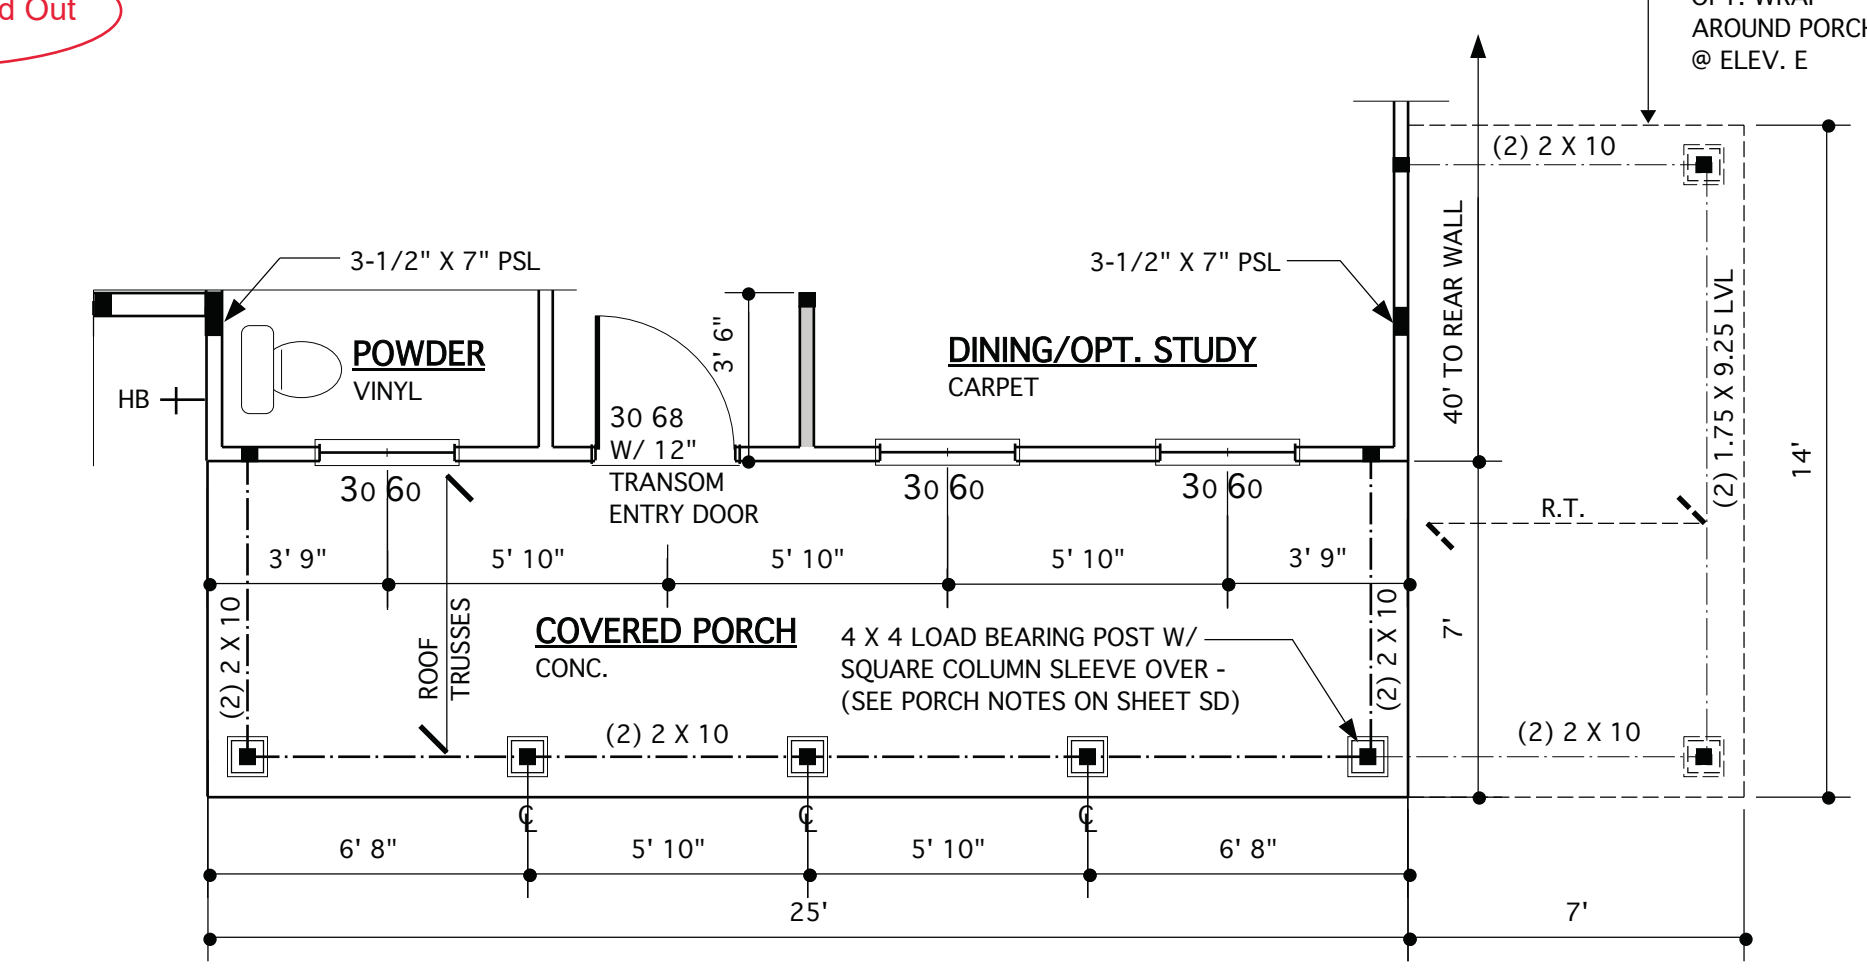 d Out
AROUND PORCH
@ ELEV. E
(2) 2 X 10
3-1/2" X 7" PSL
3-1/2" X 7" PSL
40' TO REAR WALL
(2) 1.75 X 9.25 LVL
14'
3' 6"
POWDER
VINYL
DINING/OPT. STUDY
CARPET
HB
30 68
W/ 12"
TRANSOM
ENTRY DOOR
30 60
30 60
30 60
R.T.
3' 9"
5' 10"
5' 10"
5' 10"
3' 9"
(2) 2 X 10
ROOF
TRUSSES
COVERED PORCH
CONC.
4 X 4 LOAD BEARING POST W/
SQUARE COLUMN SLEEVE OVER -
(SEE PORCH NOTES ON SHEET SD)
(2) 2 X 10
7'
(2) 2 X 10
(2) 2 X 10
CL
CL
CL
6' 8"
5' 10"
5' 10"
6' 8"
25'
7'